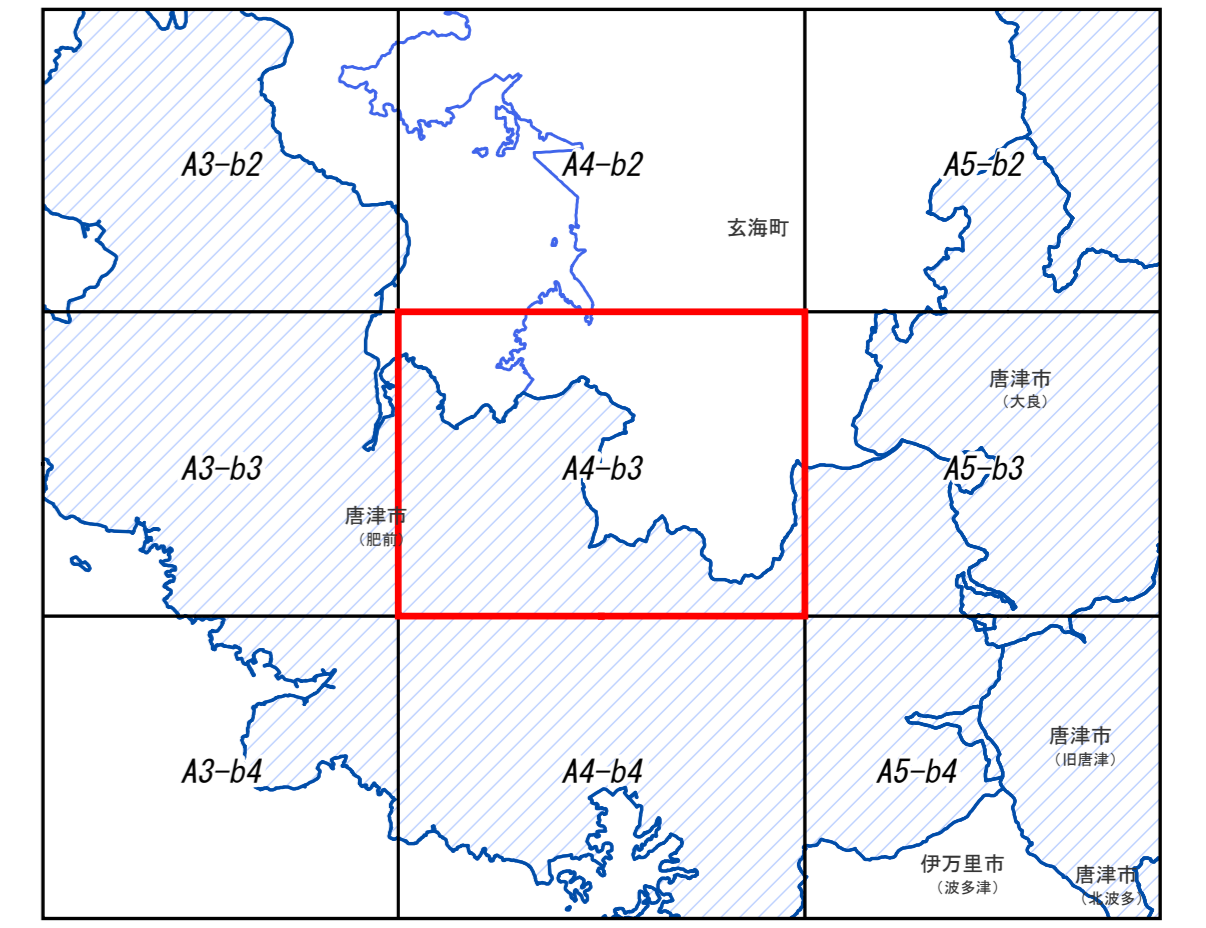 A3-b2
A4-b2
A5-b2
玄海町
唐津市
（大良）
A3-b3
A4-b3
A5-b3
唐津市
（肥前）
唐津市
（旧唐津）
A3-b4
A4-b4
A5-b4
伊万里市
（波多津）
唐津市
（北波多）